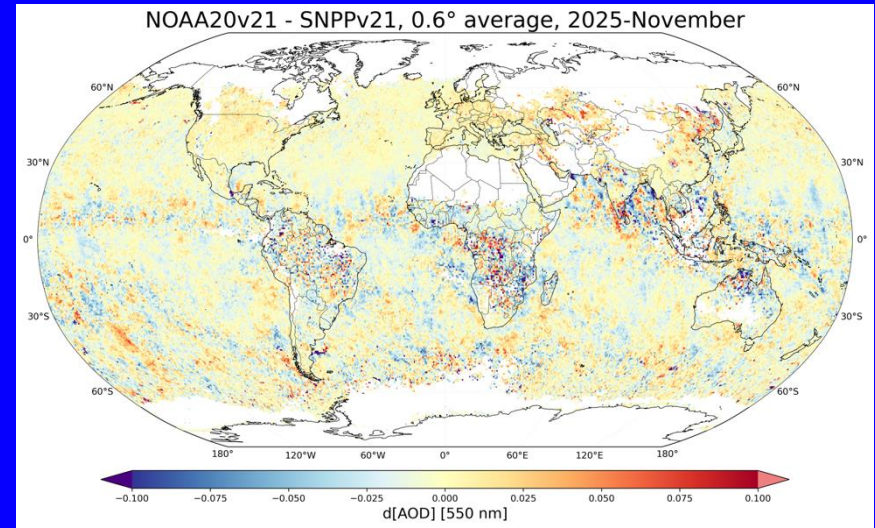 NOAA20v21 - SNPPv21, 0.6° average, 2025-November
60°N 60°N
30°N 30°N
0° 0°
30°S 30°S
60°S 60°S
180° 120°W 60°W 0° 60°E 120°E 180°
−0.100 −0.075 −0.050 −0.025 0.000 0.025 0.050 0.075 0.100
d[AOD] [550 nm]